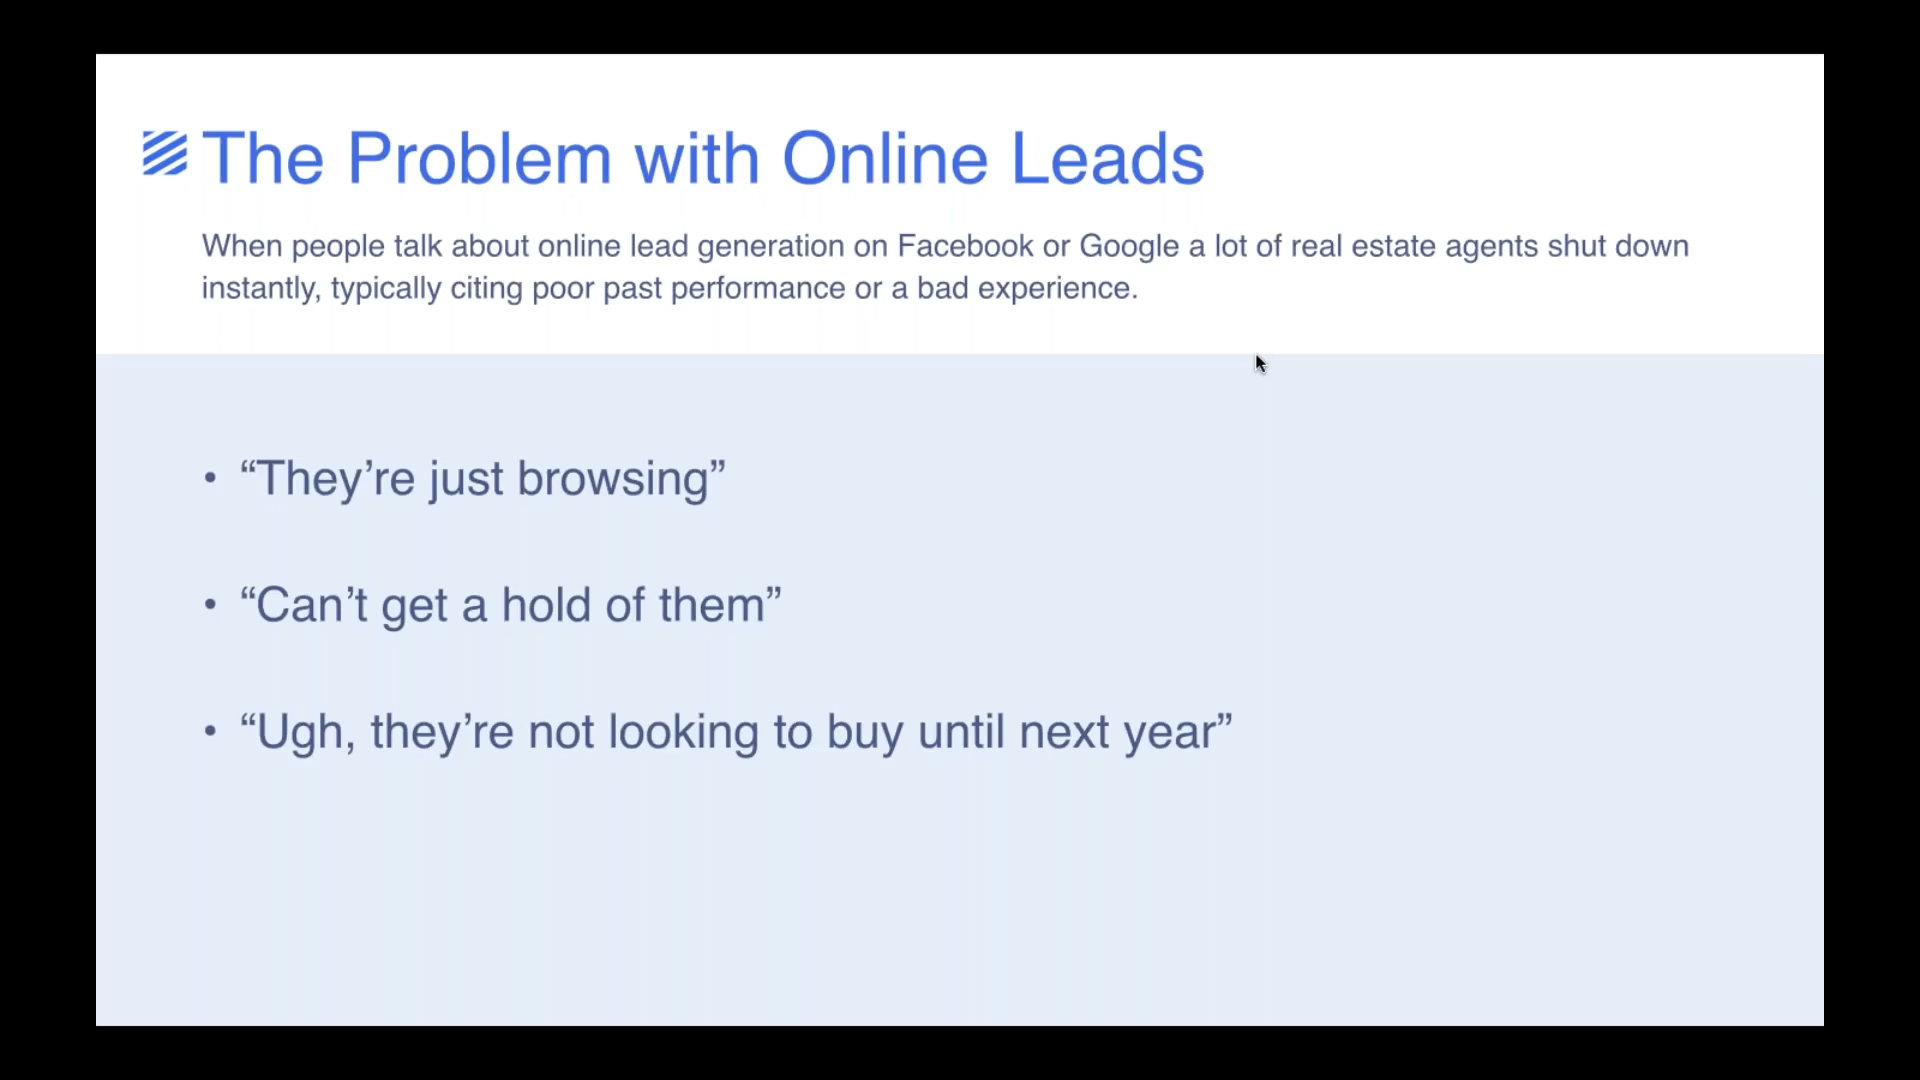 The Problem with Online Leads
When people talk about online lead generation on Facebook or Google a lot of real estate agents shut down
instantly, typically citing poor past performance or a bad experience.
• “They’re just browsing”
• “Can’t get a hold of them”
• “Ugh, they’re not looking to buy until next year”